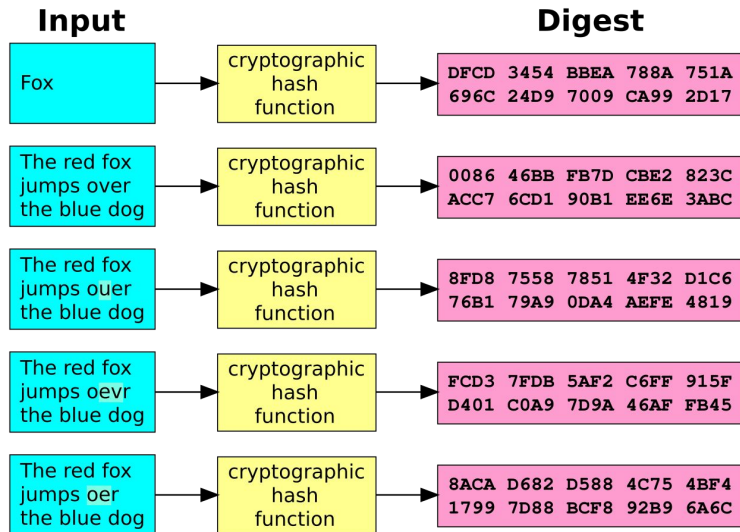 Input
Digest
Fox
cryptographic
hash
function
DFCD 3454 BBEA 788A 751A
696C 24D9 7009 CA99 2D17
The red fox
jumps over
the blue dog
cryptographic
hash
function
0086 46BB FB7D CBE2 823C
ACC7 6CD1 90B1 EE6E 3ABC
The red fox
jumps ouer
the blue dog
cryptographic
hash
function
8FD8 7558 7851 4F32 D1C6
76B1 79A9 0DA4 AEFE 4819
The red fox
jumps oevr
the blue dog
cryptographic
hash
function
FCD3 7FDB 5AF2 C6FF 915F
D401 C0A9 7D9A 46AF FB45
The red fox
jumps oer
the blue dog
cryptographic
hash
function
8ACA D682 D588 4C75 4BF4
1799 7D88 BCF8 92B9 6A6C